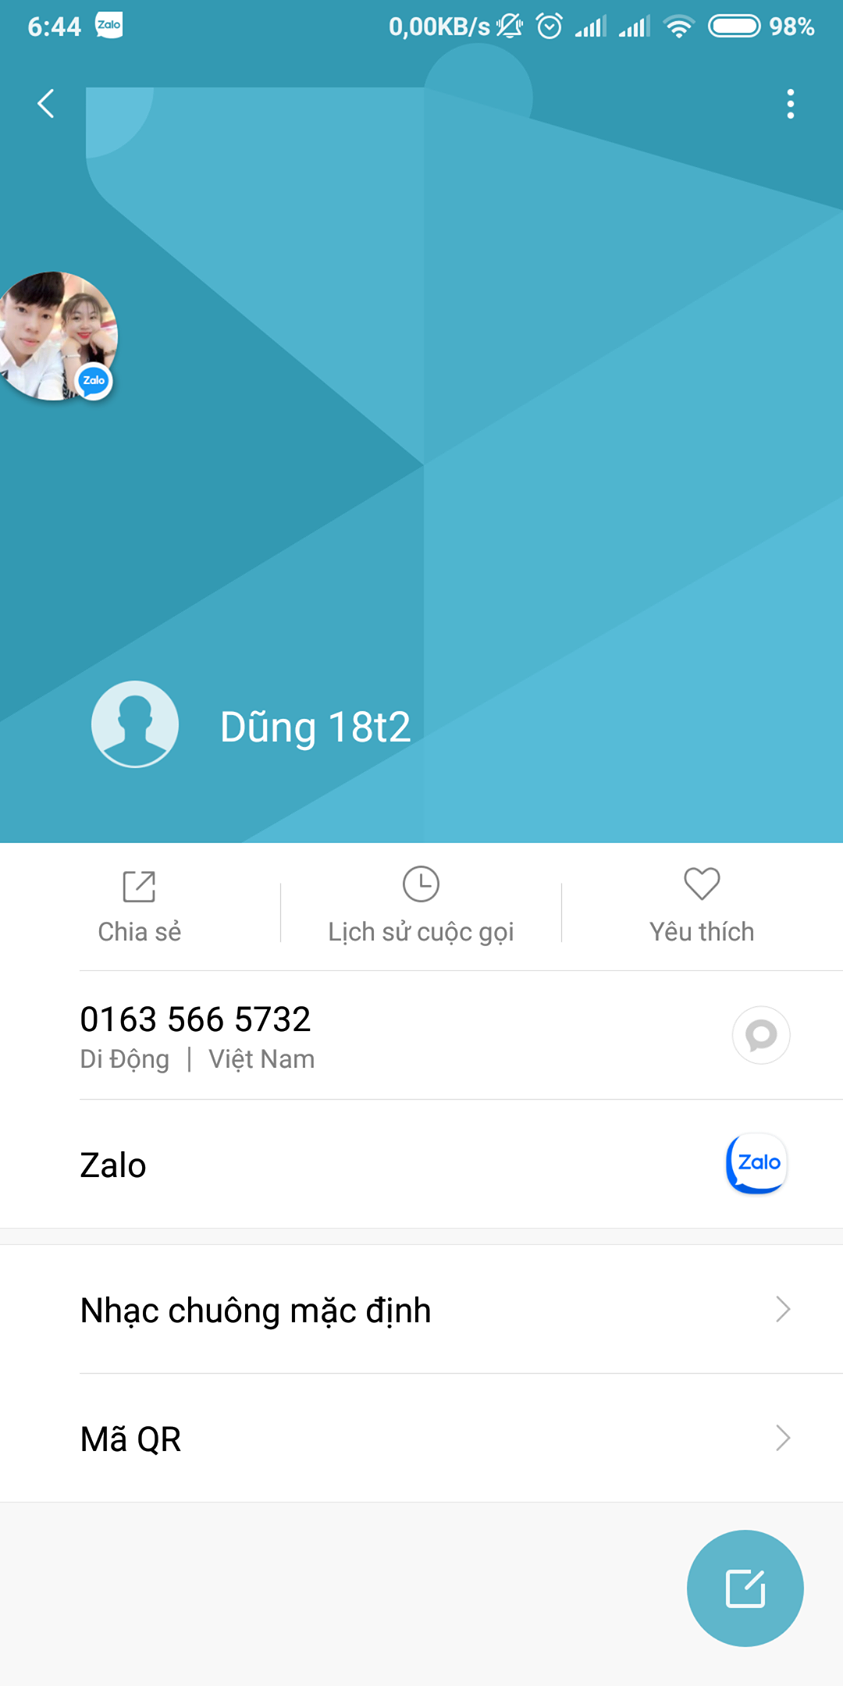 6:44 Zalo 0,00KB/s 98%
Zalo
Dũng 18t2
Chia sẻ
Lịch sử cuộc gọi
Yêu thích
0163 566 5732
Di Động | Việt Nam
Zalo
Zalo
Nhạc chuông mặc định
Mã QR